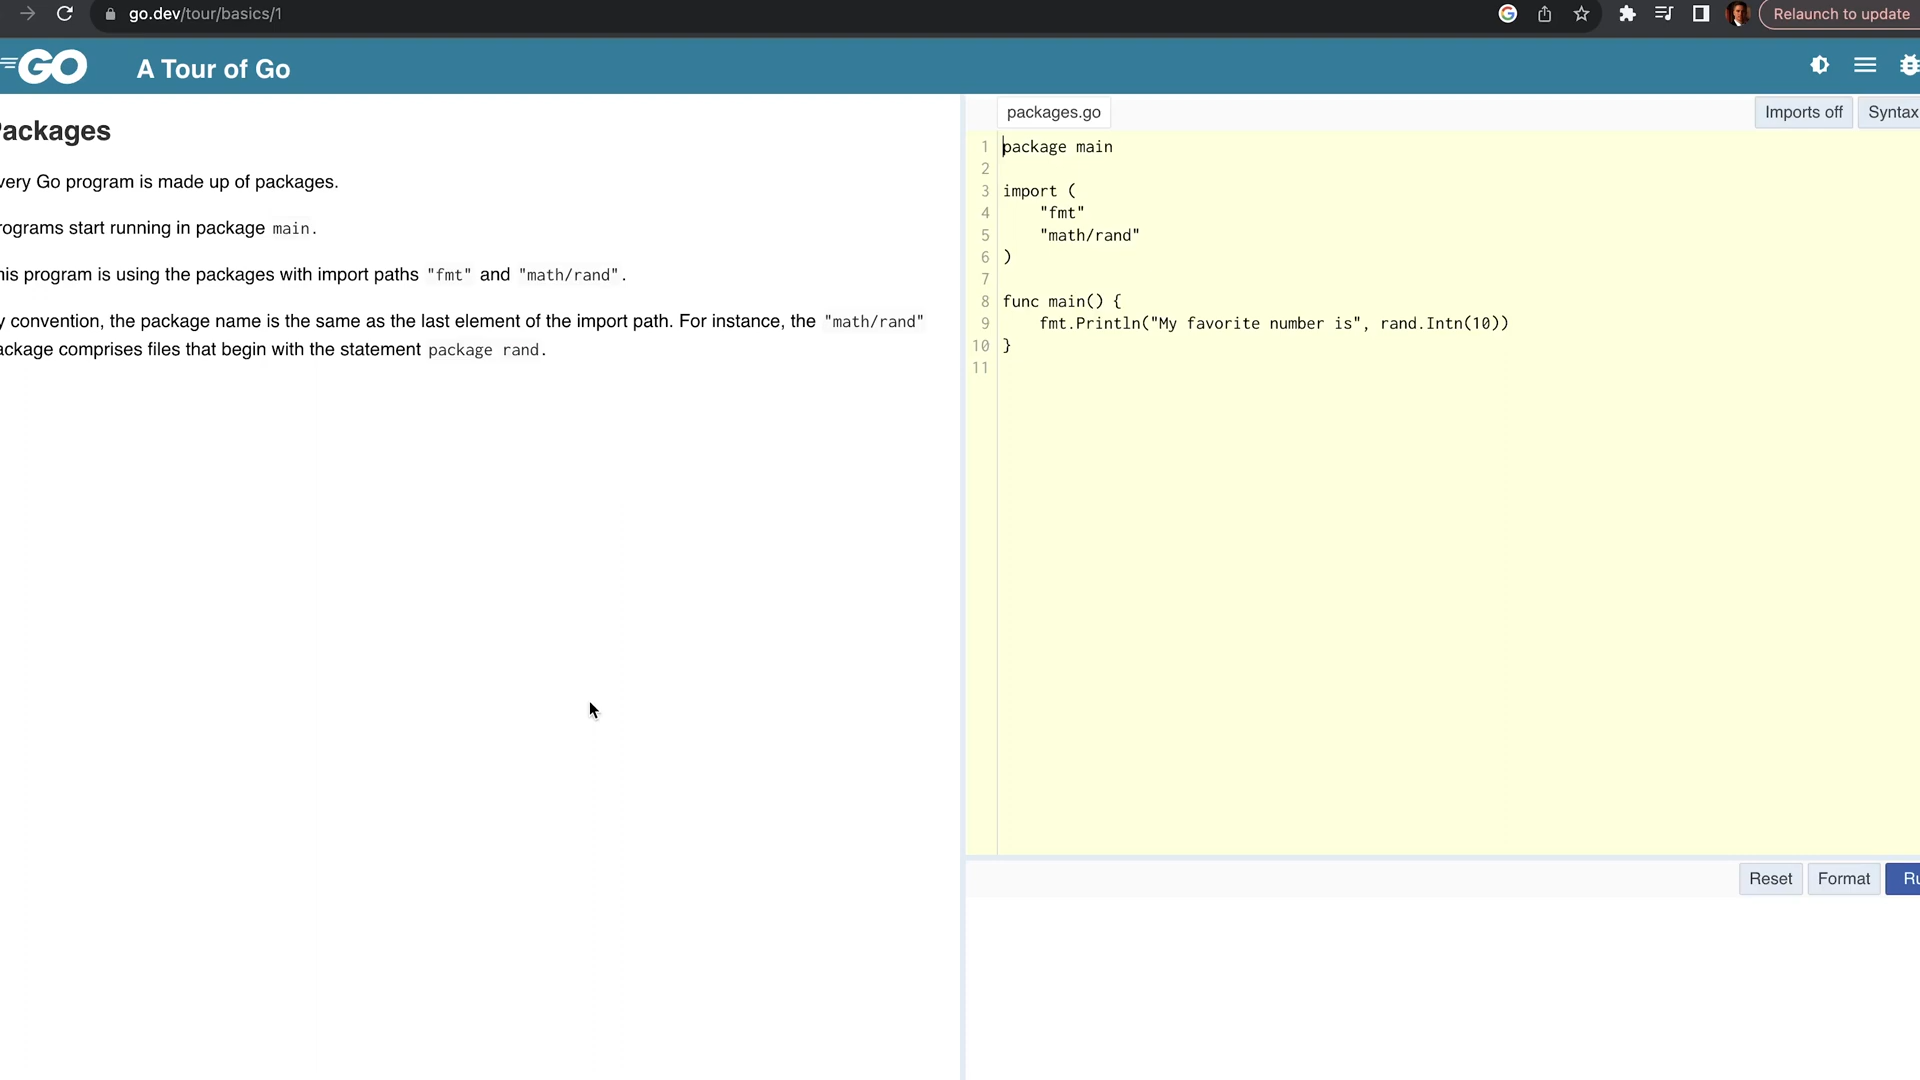 go.dev/tour/basics/1
Relaunch to update
GO
A Tour of Go
packages.go
Imports off
Syntax
ackages
very Go program is made up of packages.
rograms start running in package main.
his program is using the packages with import paths "fmt" and "math/rand".
y convention, the package name is the same as the last element of the import path. For instance, the "math/rand"
ackage comprises files that begin with the statement package rand.
1 package main
2
3 import (
4 "fmt"
5 "math/rand"
6 )
7
8 func main() {
9 fmt.Println("My favorite number is", rand.Intn(10))
10 }
11
Reset
Format
Ru